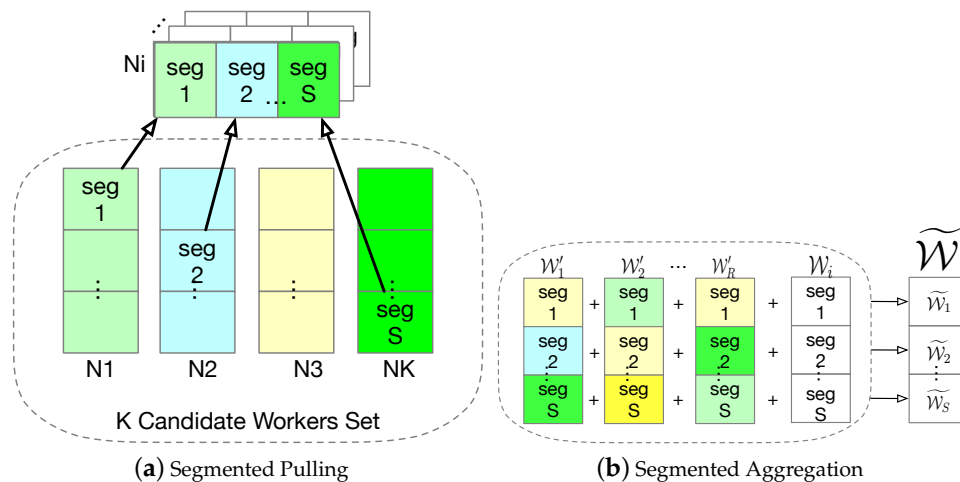 Ni
seg seg seg
1 2 ... S
seg
1
seg
2
seg
S
N1 N2 N3 NK
K Candidate Workers Set
(a) Segmented Pulling
W̃
W′₁ W′₂ ... W′R Wᵢ
seg + seg + seg + seg W̃₁
1 1 1 1
seg + seg + seg + seg W̃₂
2 2 2 2
seg + seg + seg + seg W̃S
S S S S
(b) Segmented Aggregation